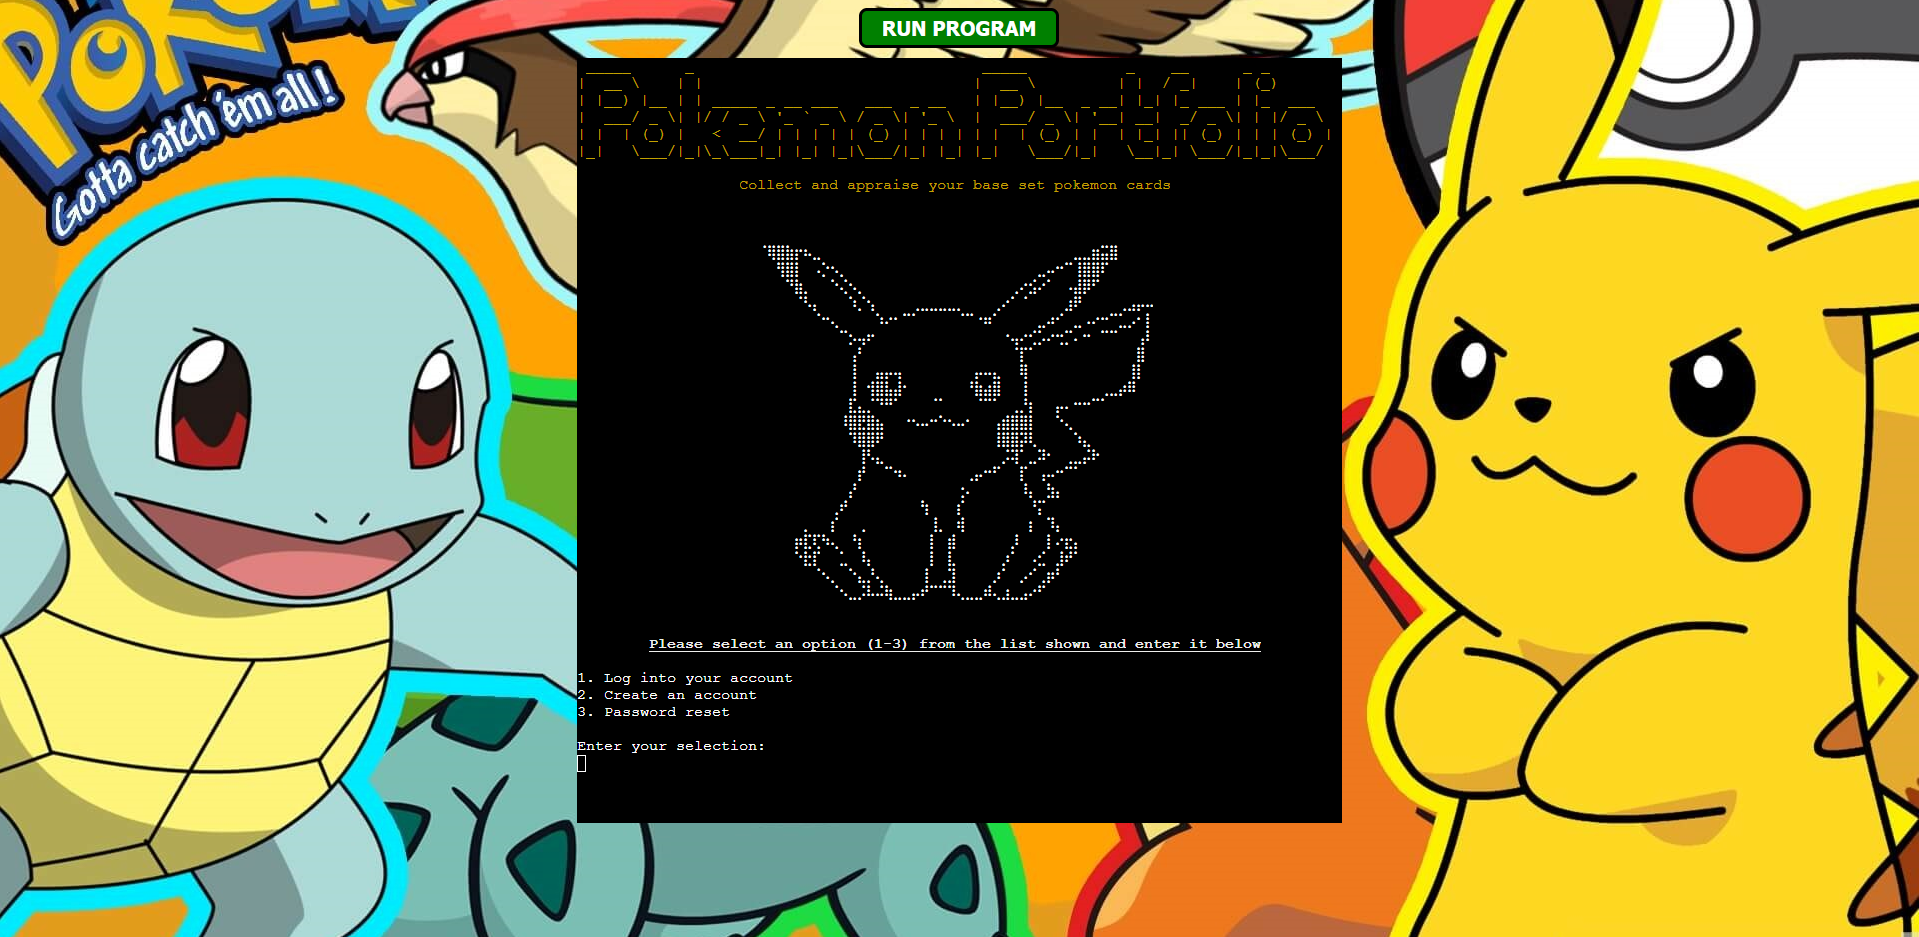 RUN PROGRAM
POKéMON
Gotta catch 'em all!
Pokemon Portfolio
Collect and appraise your base set pokemon cards
Please select an option (1-3) from the list shown and enter it below
1. Log into your account
2. Create an account
3. Password reset
Enter your selection: